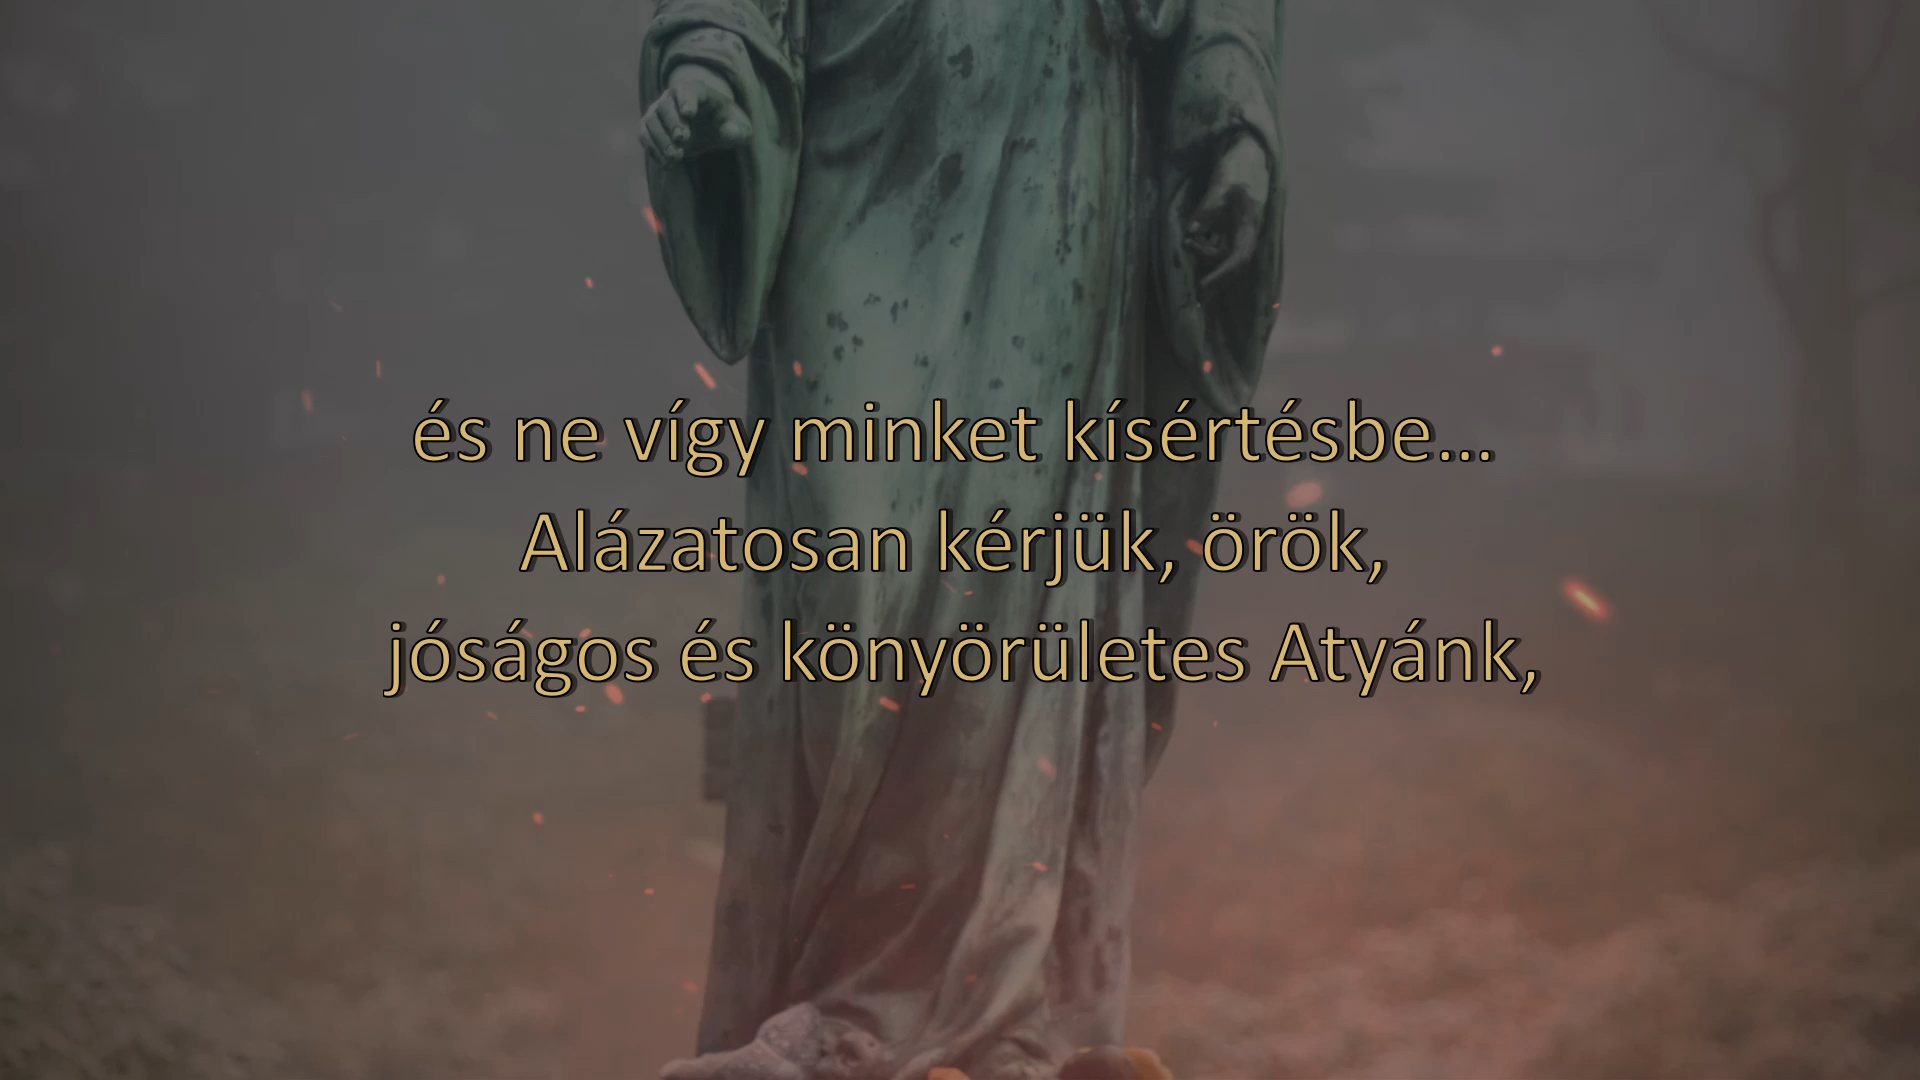 és ne vígy minket kísértésbe...
Alázatosan kérjük, örök,
jóságos és könyörületes Atyánk,